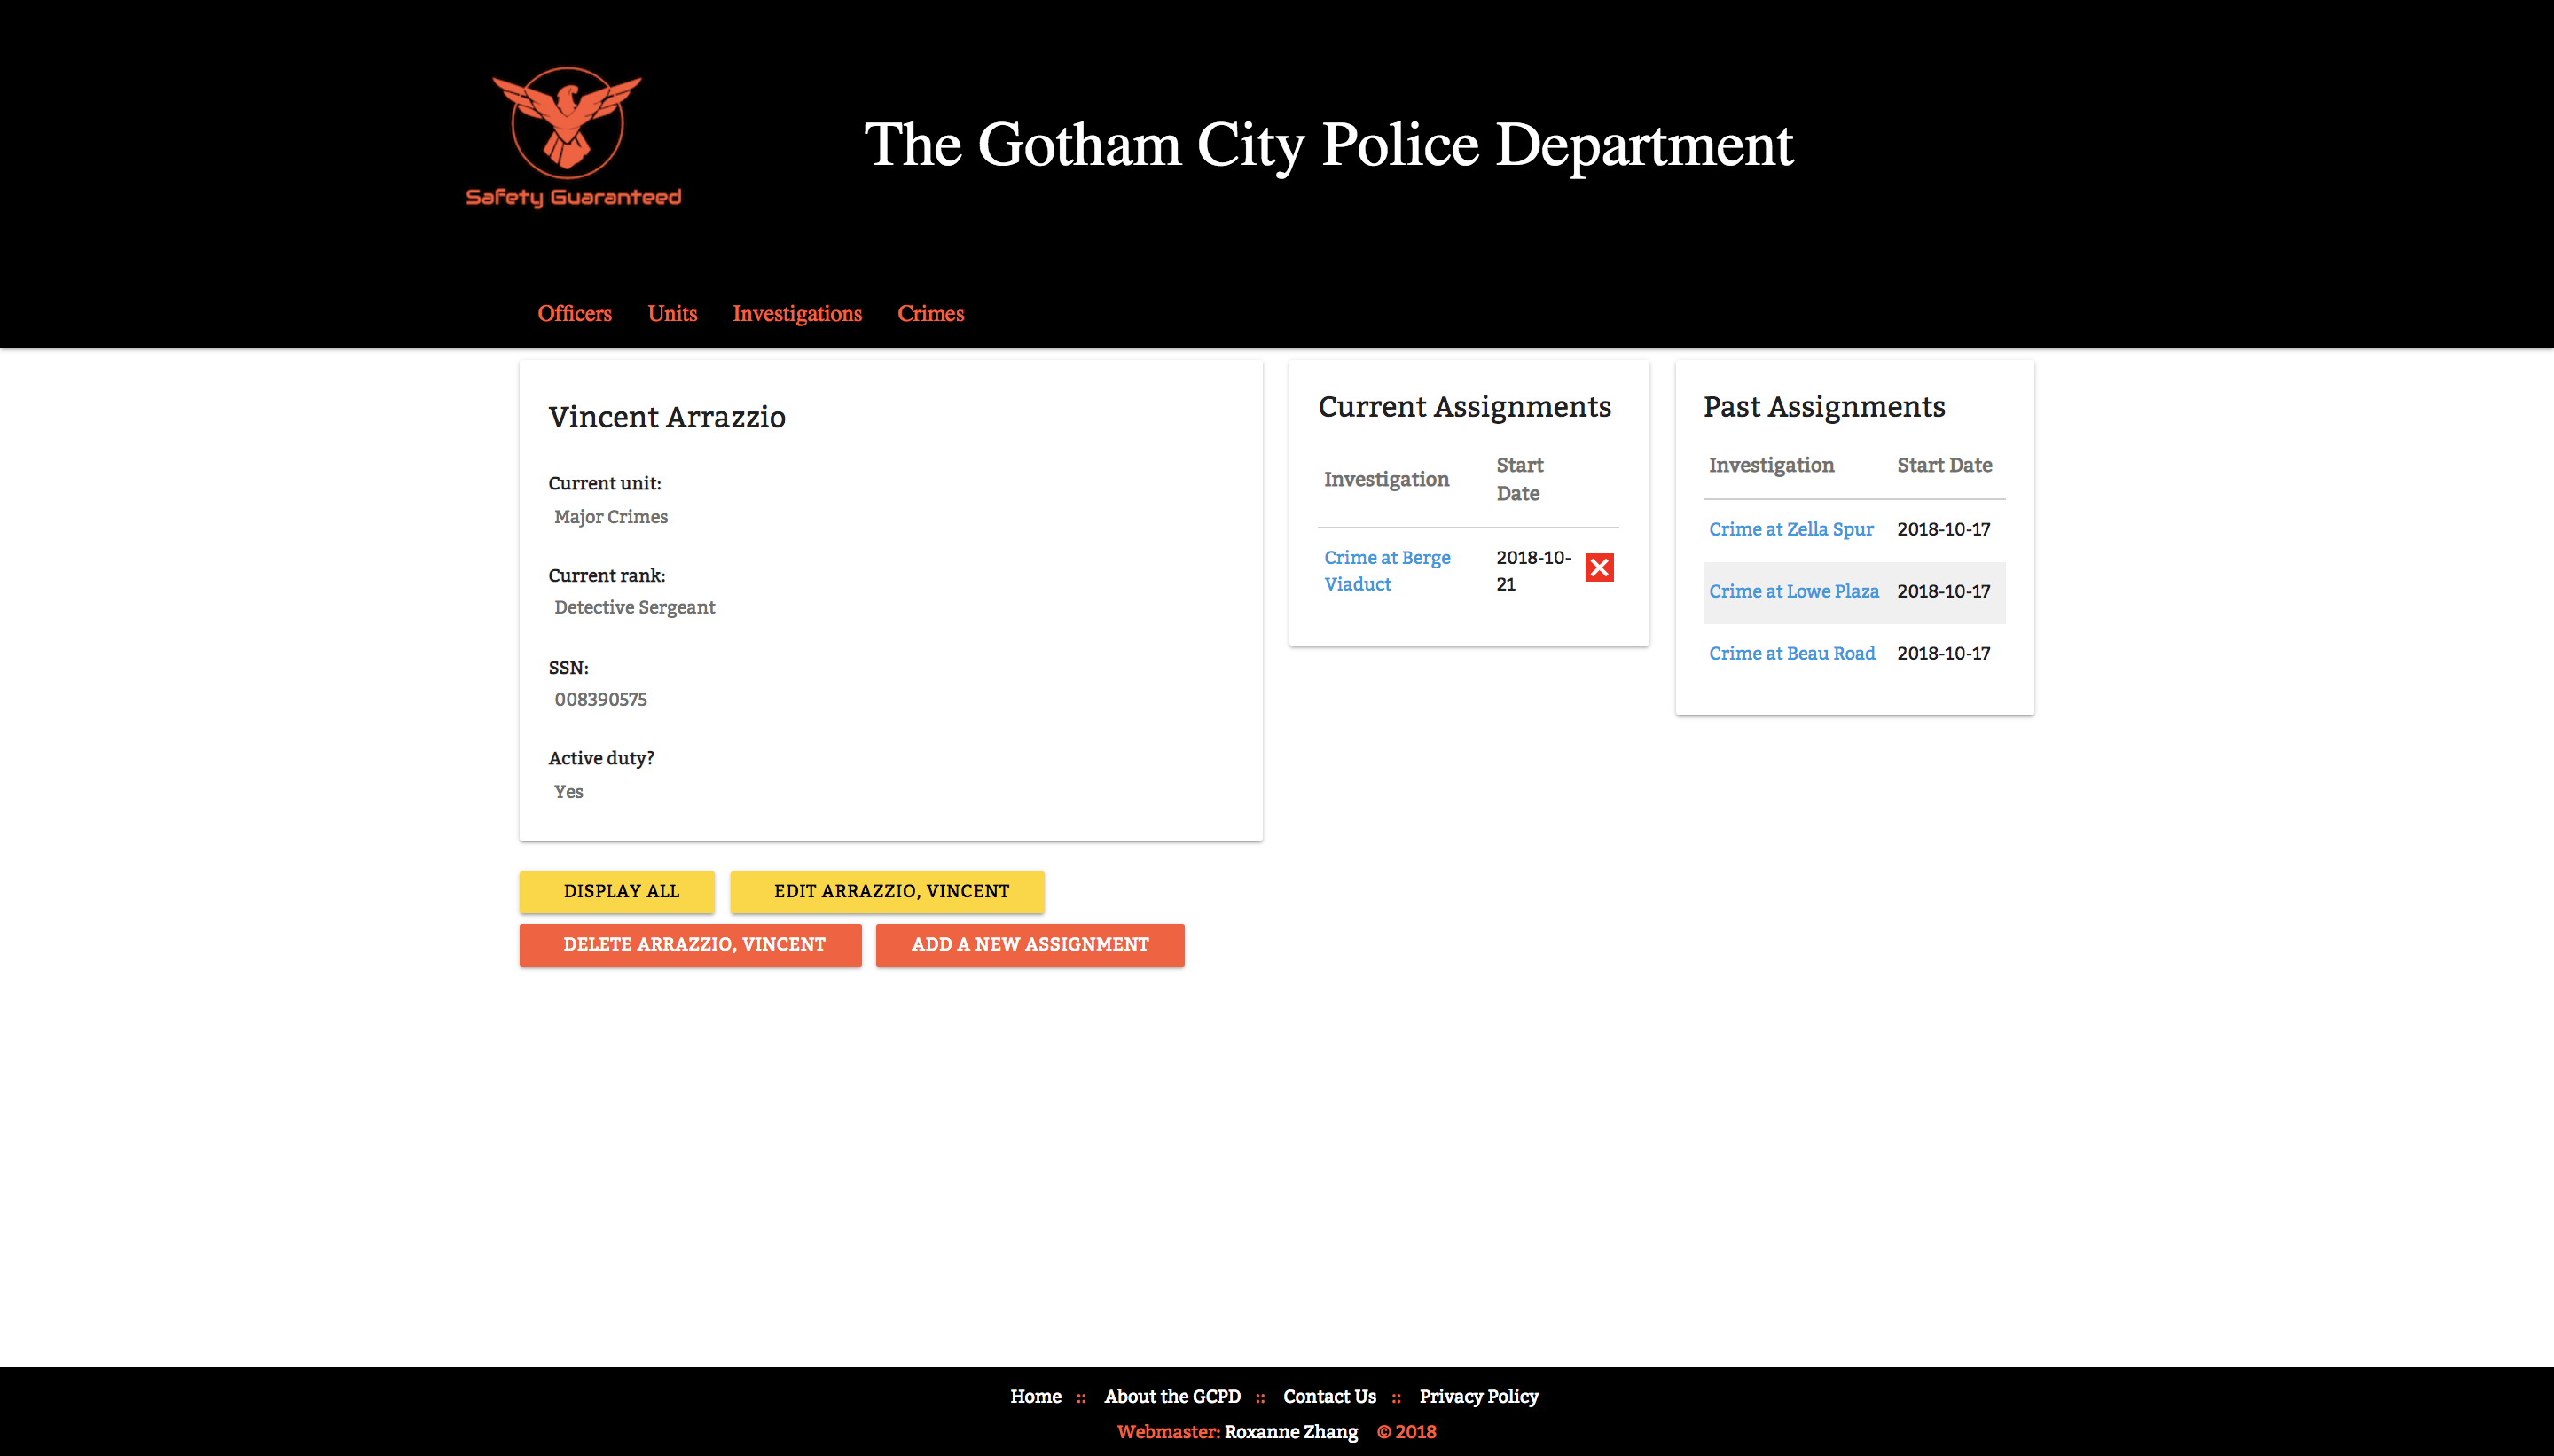 Safety Guaranteed
The Gotham City Police Department
Officers Units Investigations Crimes
Vincent Arrazzio
Current unit:
Major Crimes
Current rank:
Detective Sergeant
SSN:
008390575
Active duty?
Yes
Current Assignments
Investigation Start
Date
Crime at Berge 2018-10-
Viaduct 21
Past Assignments
Investigation Start Date
Crime at Zella Spur 2018-10-17
Crime at Lowe Plaza 2018-10-17
Crime at Beau Road 2018-10-17
DISPLAY ALL EDIT ARRAZZIO, VINCENT
DELETE ARRAZZIO, VINCENT ADD A NEW ASSIGNMENT
Home :: About the GCPD :: Contact Us :: Privacy Policy
Webmaster: Roxanne Zhang © 2018